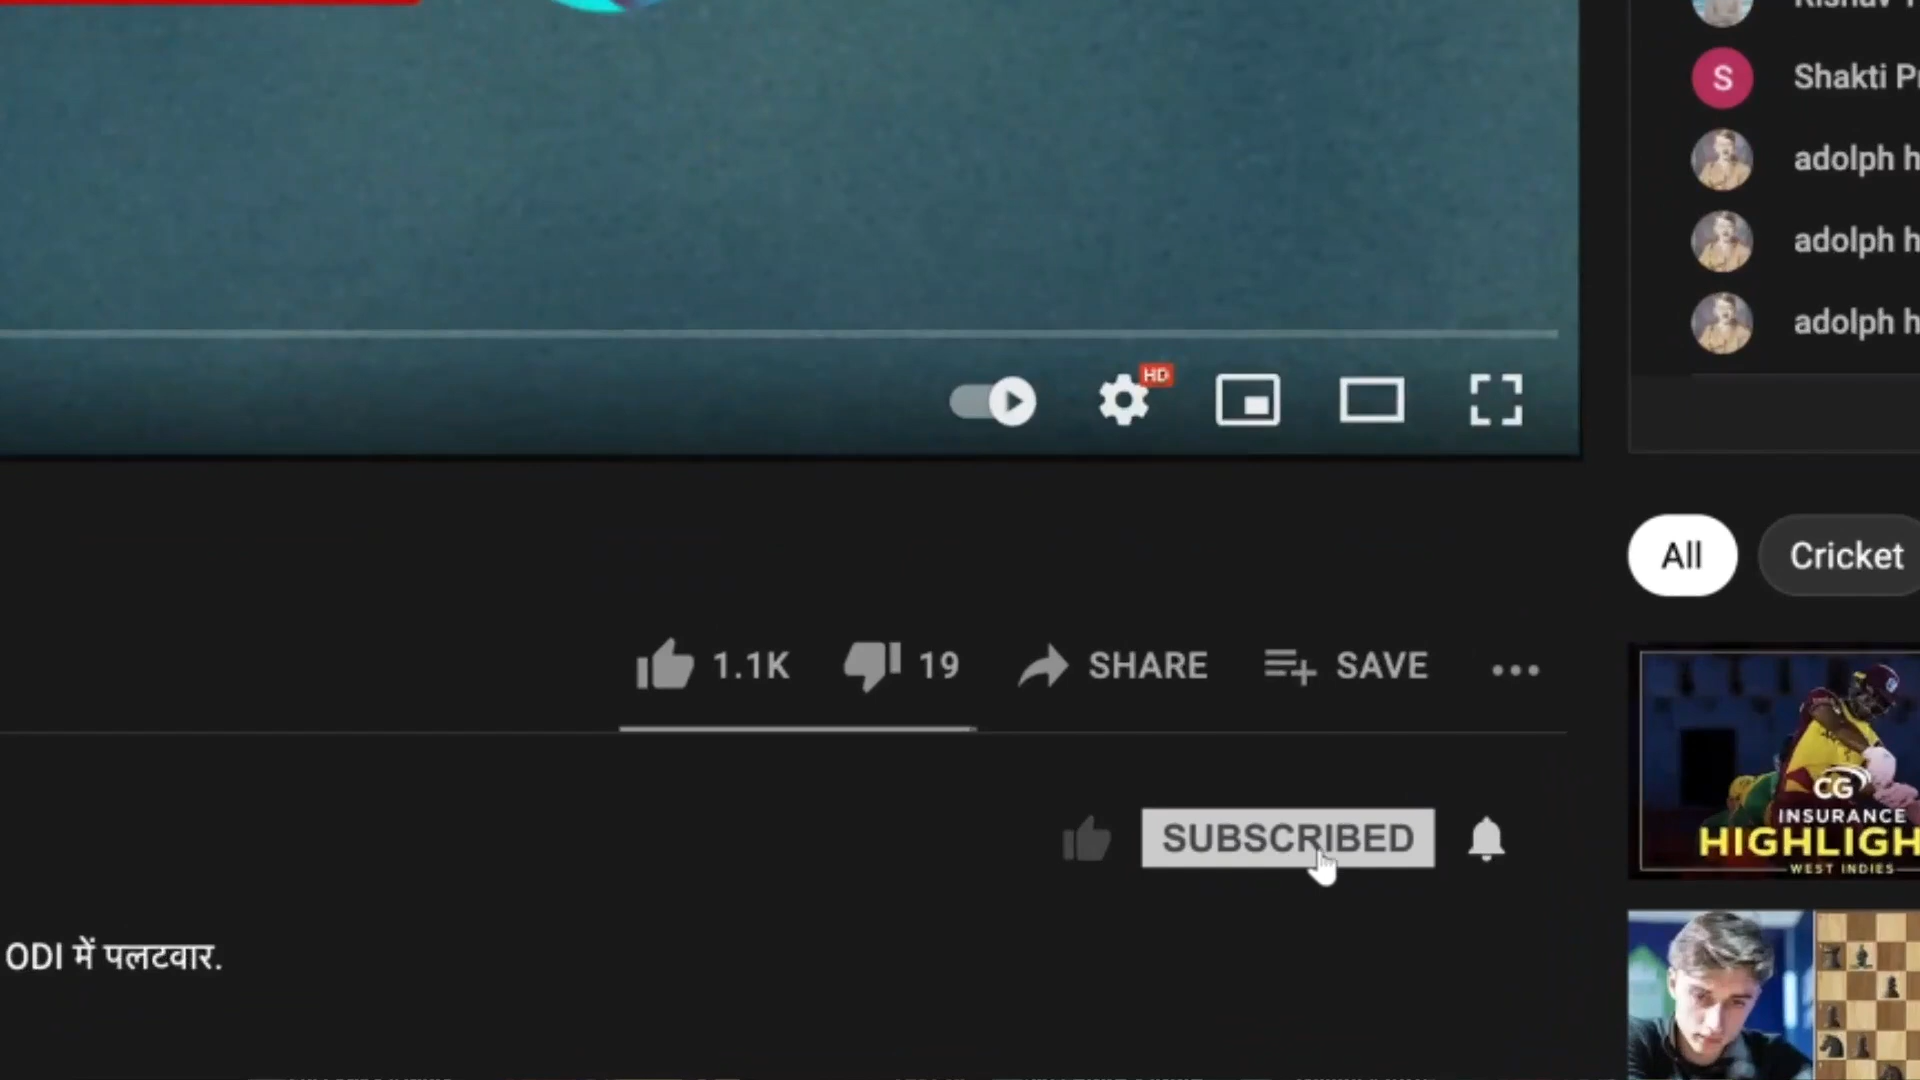 S Shakti
adolph h
adolph h
adolph h
HD
All Cricket
1.1K 19 SHARE SAVE
CG
INSURANCE
HIGHLIGH
WEST INDIES
SUBSCRIBED
ODI में पलटवार.